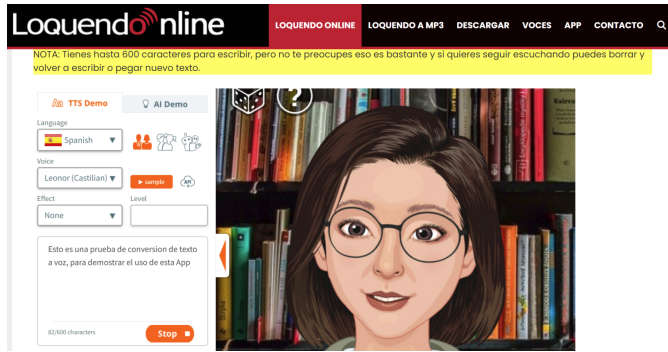 Loquendo nline
LOQUENDO ONLINE LOQUENDO A MP3 DESCARGAR VOCES APP CONTACTO
NOTA: Tienes hasta 600 caracteres para escribir, pero no te preocupes eso es bastante y si quieres seguir escuchando puedes borrar y
volver a escribir o pegar nuevo texto.
TTS Demo AI Demo
Language
Spanish
Voice
Leonor (Castilian)
sample
API
Effect Level
None
Esto es una prueba de conversion de texto
a voz, para demostrar el uso de esta App
82/600 characters
Stop
?
Kaleva